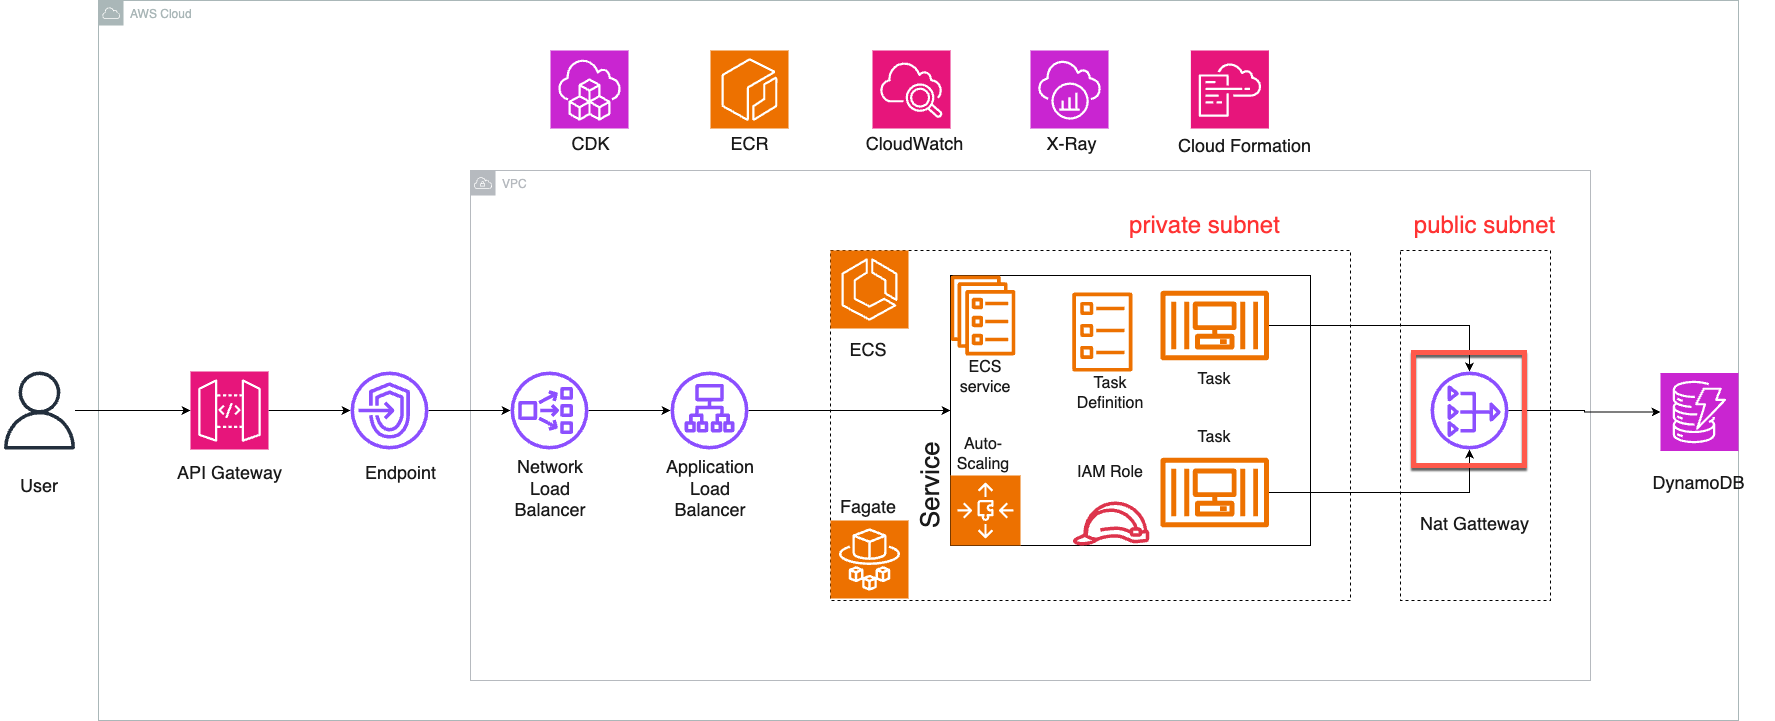 AWS Cloud
CDK
ECR
CloudWatch
X-Ray
Cloud Formation
VPC
private subnet
public subnet
ECS
ECS
service
Task
Definition
Task
User
API Gateway
Endpoint
Network
Load
Balancer
Application
Load
Balancer
Fagate
Service
Auto-
Scaling
IAM Role
Task
Nat Gatteway
DynamoDB